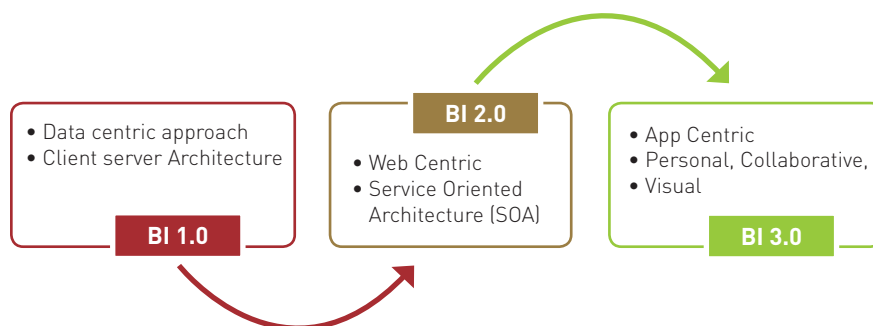 • Data centric approach
• Client server Architecture
BI 1.0
BI 2.0
• Web Centric
• Service Oriented
Architecture (SOA)
• App Centric
• Personal, Collaborative,
• Visual
BI 3.0